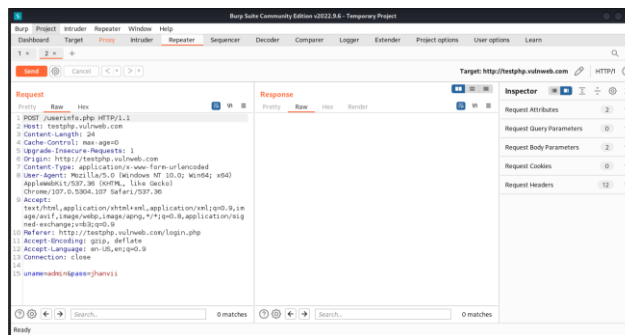 Burp Suite Community Edition v2022.9.6 - Temporary Project
Burp Project Intruder Repeater Window Help
Dashboard Target Proxy Intruder Repeater Sequencer Decoder Comparer Logger Extender Project options User options Learn
1 × 2 × +
Send Cancel < > Target: http://testphp.vulnweb.com HTTP/1
Request Response Inspector
Pretty Raw Hex Pretty Raw Hex Render
Request Attributes 2
Request Query Parameters 0
Request Body Parameters 2
Request Cookies 0
Request Headers 12
1 POST /userinfo.php HTTP/1.1
2 Host: testphp.vulnweb.com
3 Content-Length: 24
4 Cache-Control: max-age=0
5 Upgrade-Insecure-Requests: 1
6 Origin: http://testphp.vulnweb.com
7 Content-Type: application/x-www-form-urlencoded
8 User-Agent: Mozilla/5.0 (Windows NT 10.0; Win64; x64)
AppleWebKit/537.36 (KHTML, like Gecko)
Chrome/107.0.5304.107 Safari/537.36
9 Accept:
text/html,application/xhtml+xml,application/xml;q=0.9,im
age/avif,image/webp,image/apng,*/*;q=0.8,application/sig
ned-exchange;v=b3;q=0.9
10 Referer: http://testphp.vulnweb.com/login.php
11 Accept-Encoding: gzip, deflate
12 Accept-Language: en-US,en;q=0.9
13 Connection: close
14
15 uname=admin&pass=jhanvii
Search... 0 matches Search... 0 matches
Ready